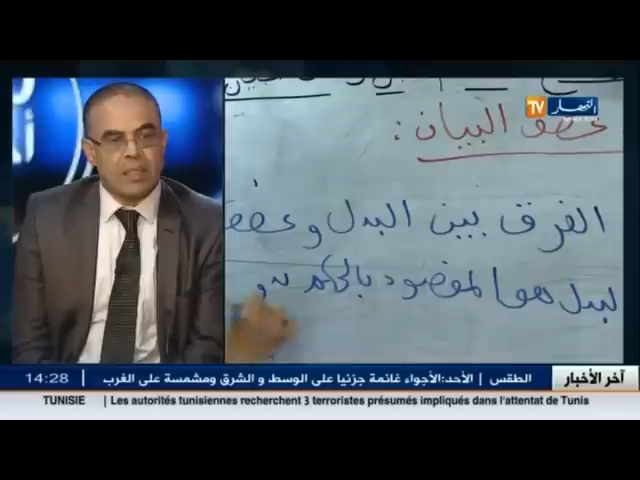 TV النهار
عطف البيان:
الفرق بين البدل وعطف
لبدل هو المقصود بالحكم بدو
آخر الأخبار
الطقس | الأحد:الأجواء غائمة جزئيا على الوسط و الشرق ومشمسة على الغرب
14:28
TUNISIE | Les autorités tunisiennes recherchent 3 terroristes présumés impliqués dans l'attentat de Tunis